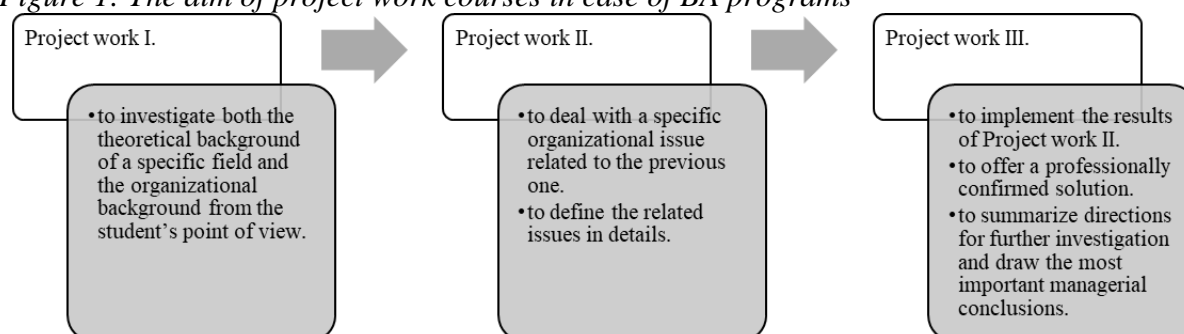 Figure 1: The aim of project work courses in case of BA programs
Project work I.
•to investigate both the
theoretical background
of a specific field and
the organizational
background from the
student's point of view.
Project work II.
•to deal with a specific
organizational issue
related to the previous
one.
•to define the related
issues in details.
Project work III.
•to implement the results
of Project work II.
•to offer a professionally
confirmed solution.
•to summarize directions
for further investigation
and draw the most
important managerial
conclusions.